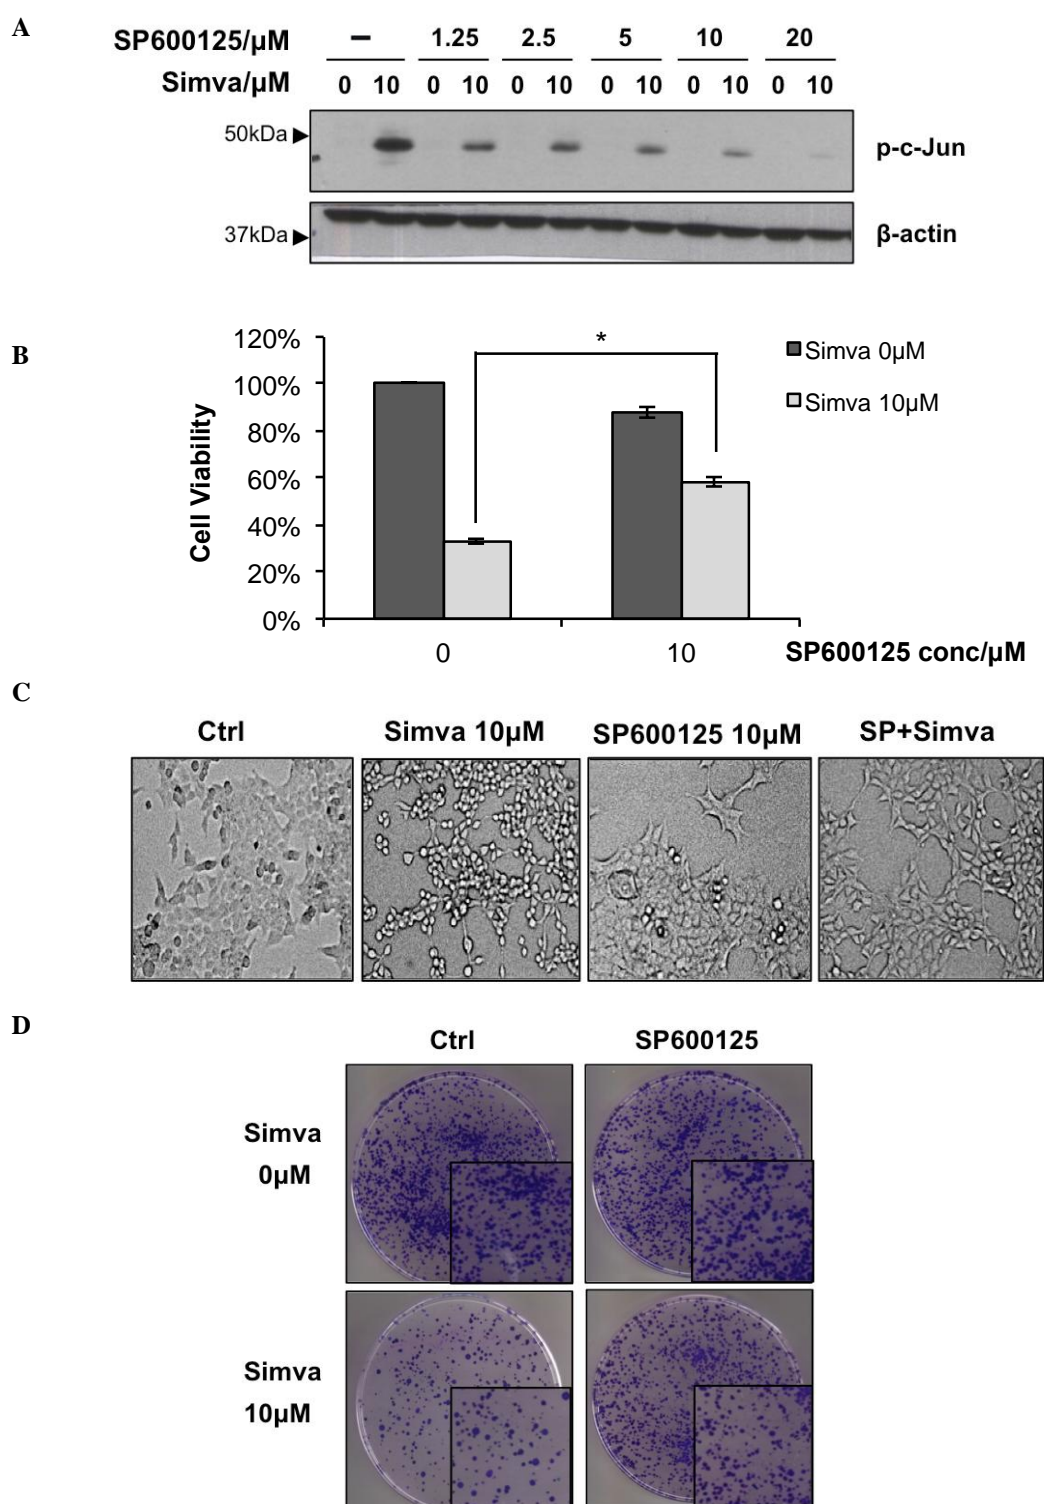 A
SP600125/µM – 1.25 2.5 5 10 20
Simva/µM 0 10 0 10 0 10 0 10 0 10 0 10
50kDa p-c-Jun
37kDa β-actin
B
120%
100%
80%
60%
40%
20%
0%
Cell Viability
*
Simva 0µM
Simva 10µM
0 10 SP600125 conc/µM
C
Ctrl Simva 10µM SP600125 10µM SP+Simva
D
Ctrl SP600125
Simva
0µM
Simva
10µM